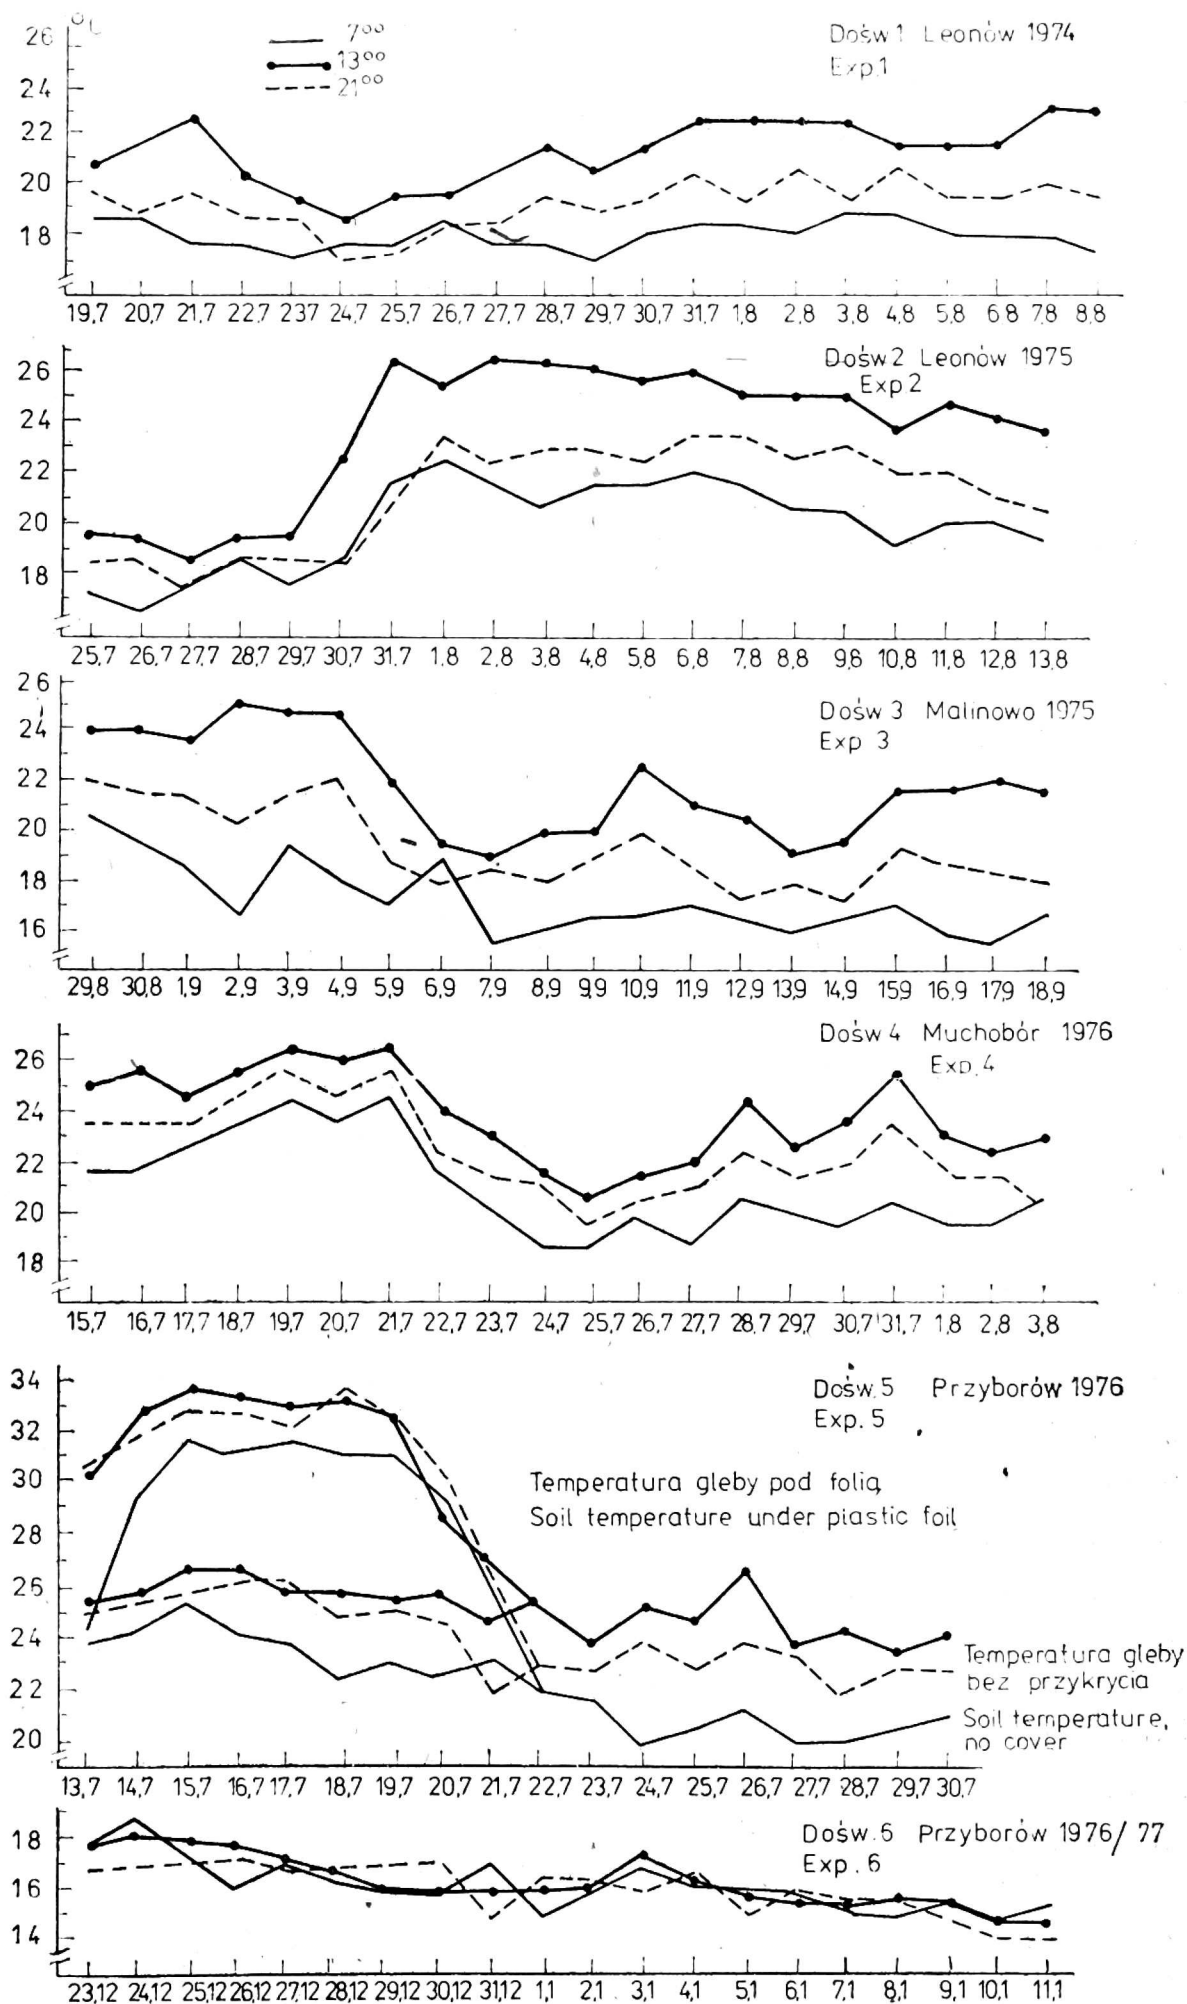 °C
7⁰⁰
13⁰⁰
21⁰⁰
Dośw 1 Leonów 1974
Exp.1
26
24
22
20
18
19,7 20,7 21,7 22,7 23,7 24,7 25,7 26,7 27,7 28,7 29,7 30,7 31,7 1,8 2,8 3,8 4,8 5,8 6,8 7,8 8,8
Dośw 2 Leonów 1975
Exp.2
26
24
22
20
18
25,7 26,7 27,7 28,7 29,7 30,7 31,7 1,8 2,8 3,8 4,8 5,8 6,8 7,8 8,8 9,8 10,8 11,8 12,8 13,8
Dośw 3 Malinowo 1975
Exp 3
26
24
22
20
18
16
29,8 30,8 1,9 2,9 3,9 4,9 5,9 6,9 7,9 8,9 9,9 10,9 11,9 12,9 13,9 14,9 15,9 16,9 17,9 18,9
Dośw 4 Muchobór 1976
Exp.4
26
24
22
20
18
15,7 16,7 17,7 18,7 19,7 20,7 21,7 22,7 23,7 24,7 25,7 26,7 27,7 28,7 29,7 30,7 31,7 1,8 2,8 3,8
Dośw.5 Przyborów 1976
Exp. 5
Temperatura gleby pod folią
Soil temperature under plastic foil
34
32
30
28
25
24
22
20
Temperatura gleby
bez przykrycia
Soil temperature,
no cover
13,7 14,7 15,7 16,7 17,7 18,7 19,7 20,7 21,7 22,7 23,7 24,7 25,7 26,7 27,7 28,7 29,7 30,7
Dośw.6 Przyborów 1976/77
Exp.6
18
16
14
23,12 24,12 25,12 26,12 27,12 28,12 29,12 30,12 31,12 1,1 2,1 3,1 4,1 5,1 6,1 7,1 8,1 9,1 10,1 11,1